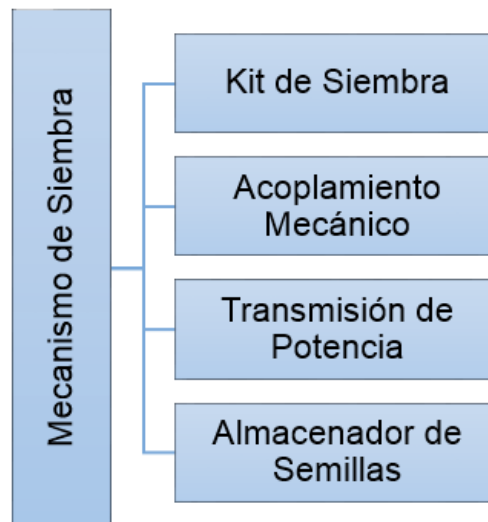 Mecanismo de Siembra
Kit de Siembra
Acoplamiento
Mecánico
Transmisión de
Potencia
Almacenador de
Semillas